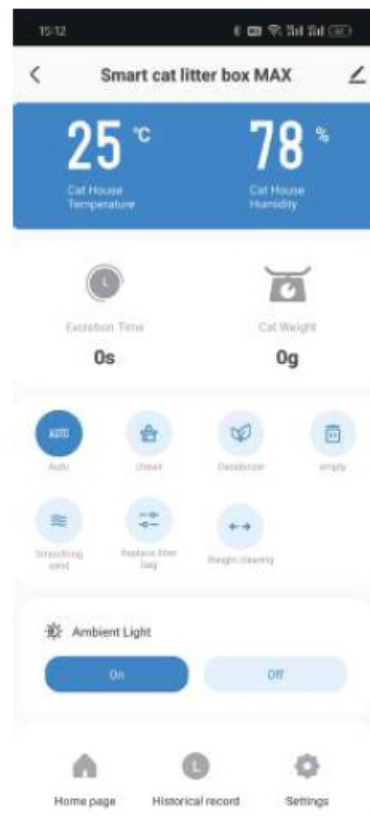 15:12
Smart cat litter box MAX
25 °C
78 %
Cat House
Temperature
Cat House
Humidity
Excretion Time
Cat Weight
0s
0g
AUTO
Auto
Deodorizer
empty
Smoothing
sand
Replace litter
bag
Weight clearing
Ambient Light
On
Off
Home page
Historical record
Settings